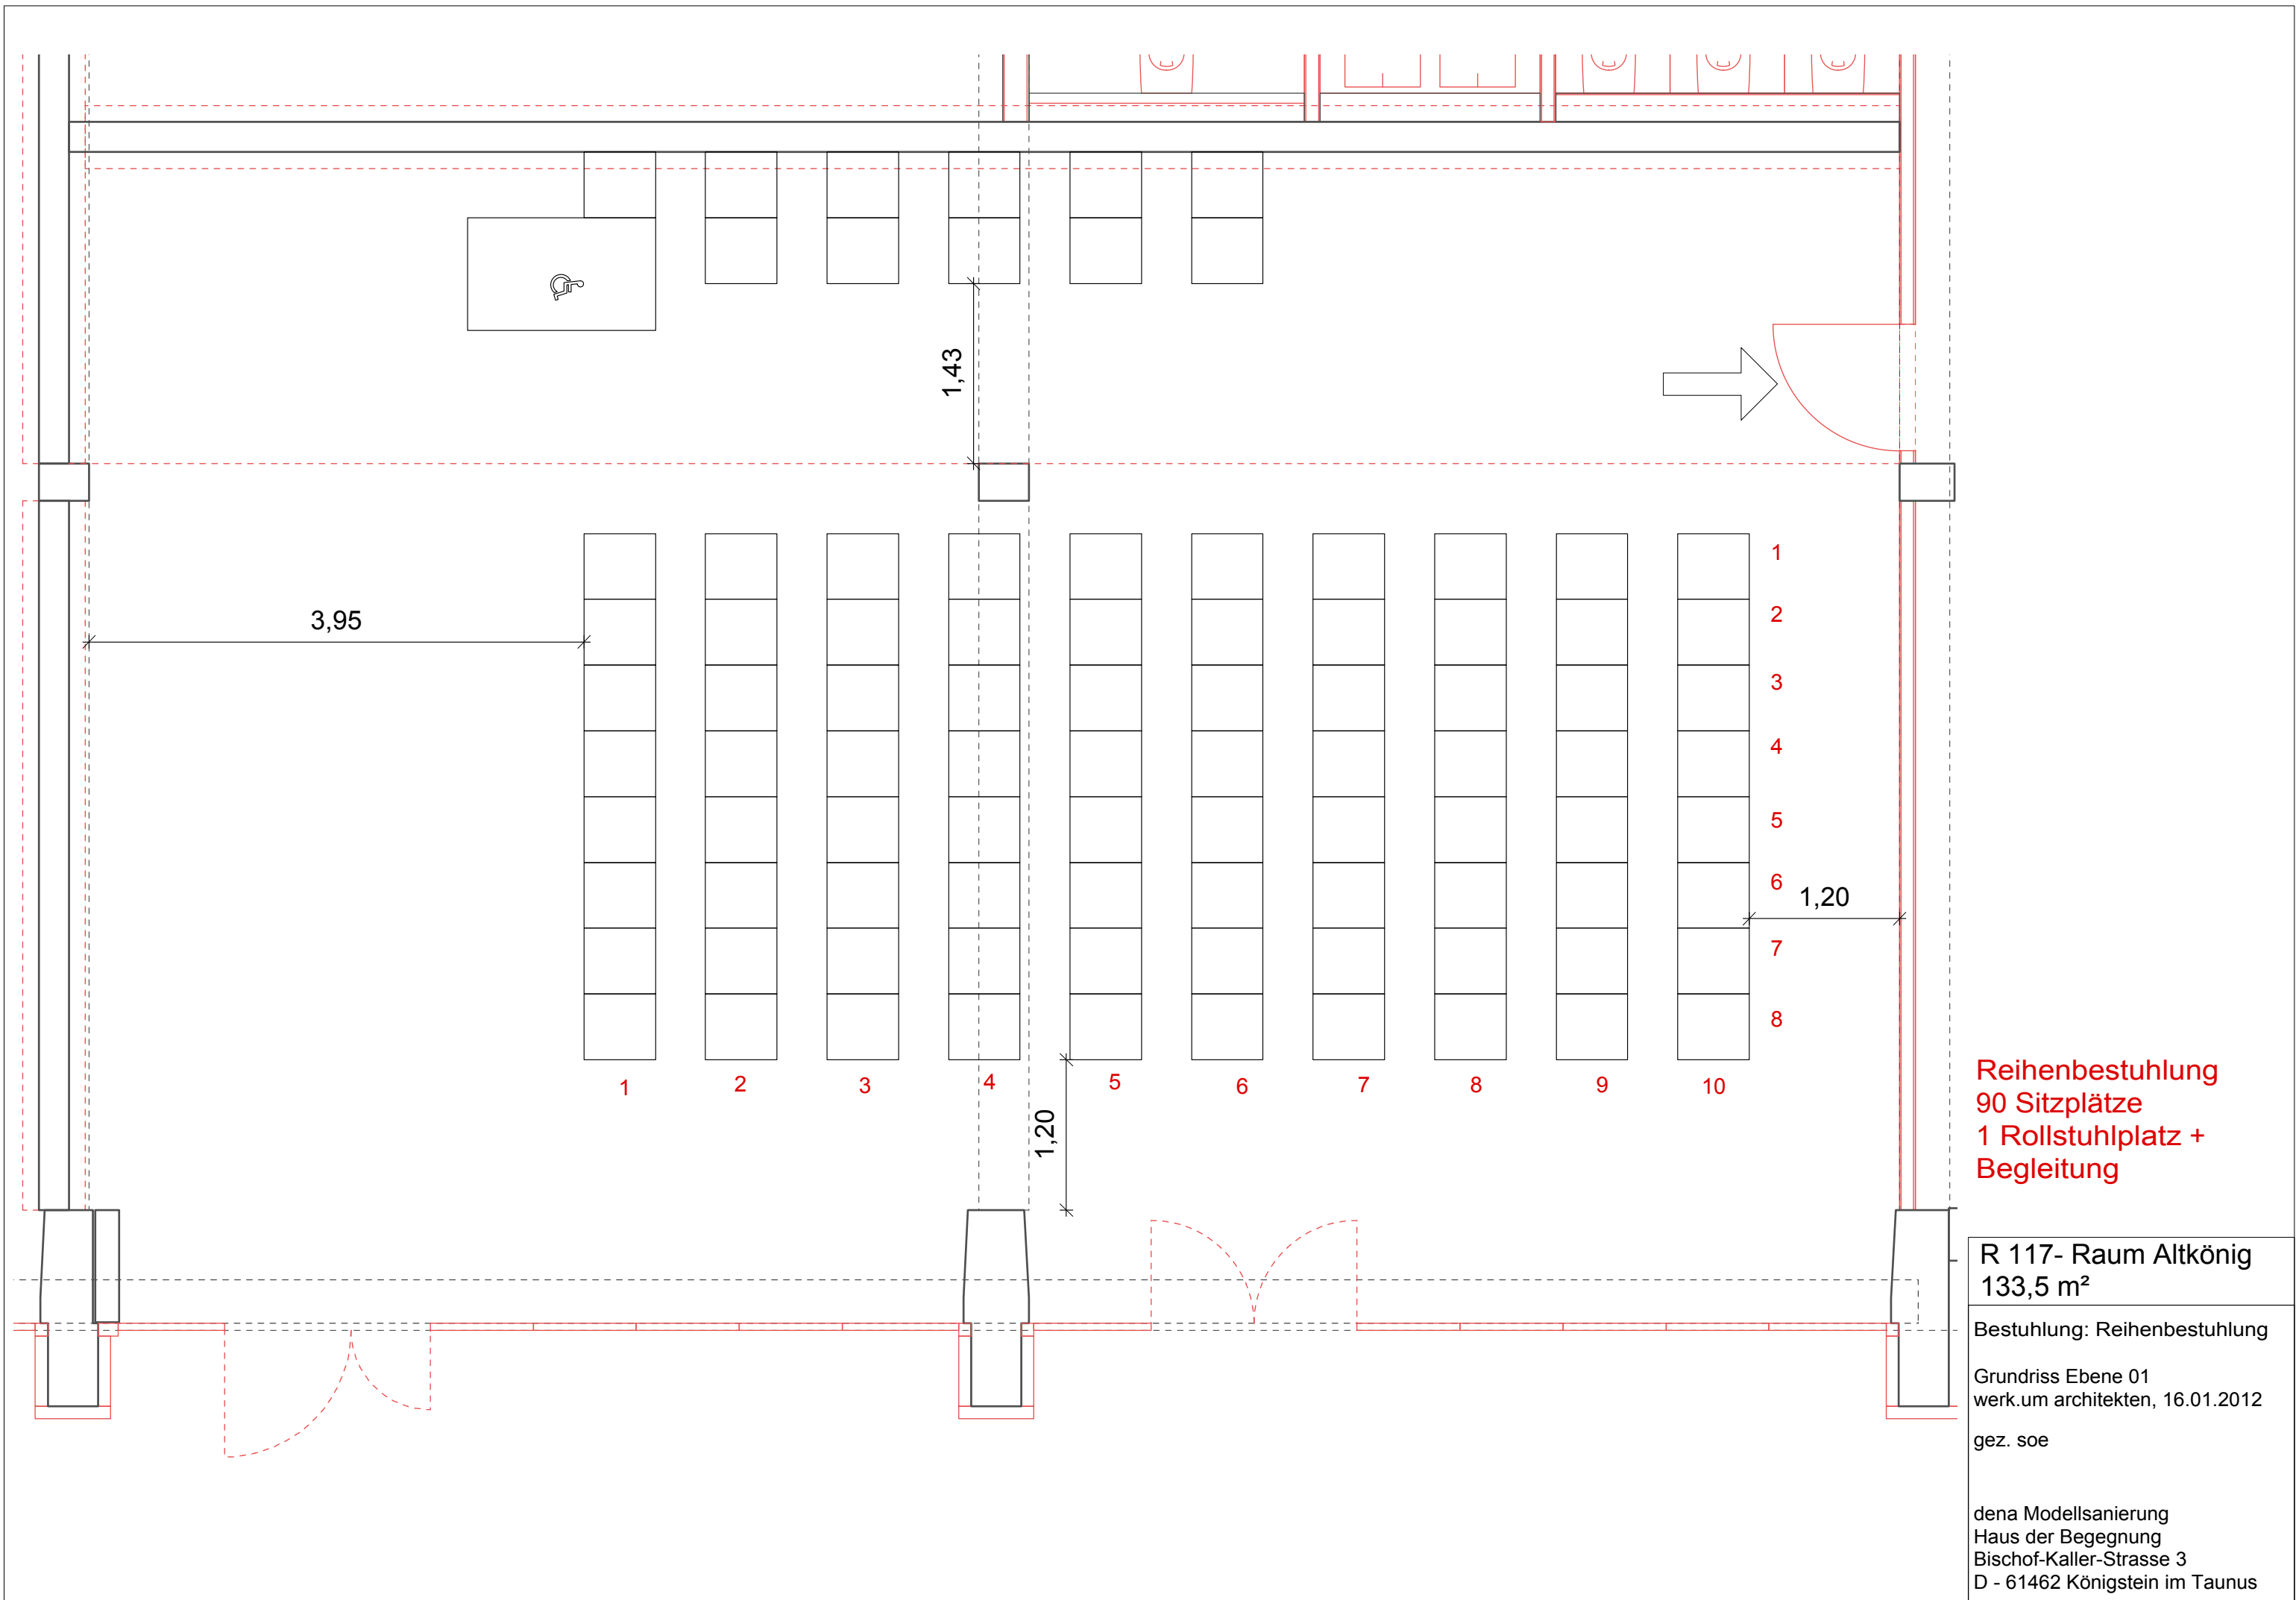 1,43
3,95
1
2
3
4
5
6
7
8
1,20
1
2
3
4
5
6
7
8
9
10
1,20
Reihenbestuhlung
90 Sitzplätze
1 Rollstuhlplatz +
Begleitung
R 117- Raum Altkönig
133,5 m²
Bestuhlung: Reihenbestuhlung
Grundriss Ebene 01
werk.um architekten, 16.01.2012
gez. soe
dena Modellsanierung
Haus der Begegnung
Bischof-Kaller-Strasse 3
D - 61462 Königstein im Taunus